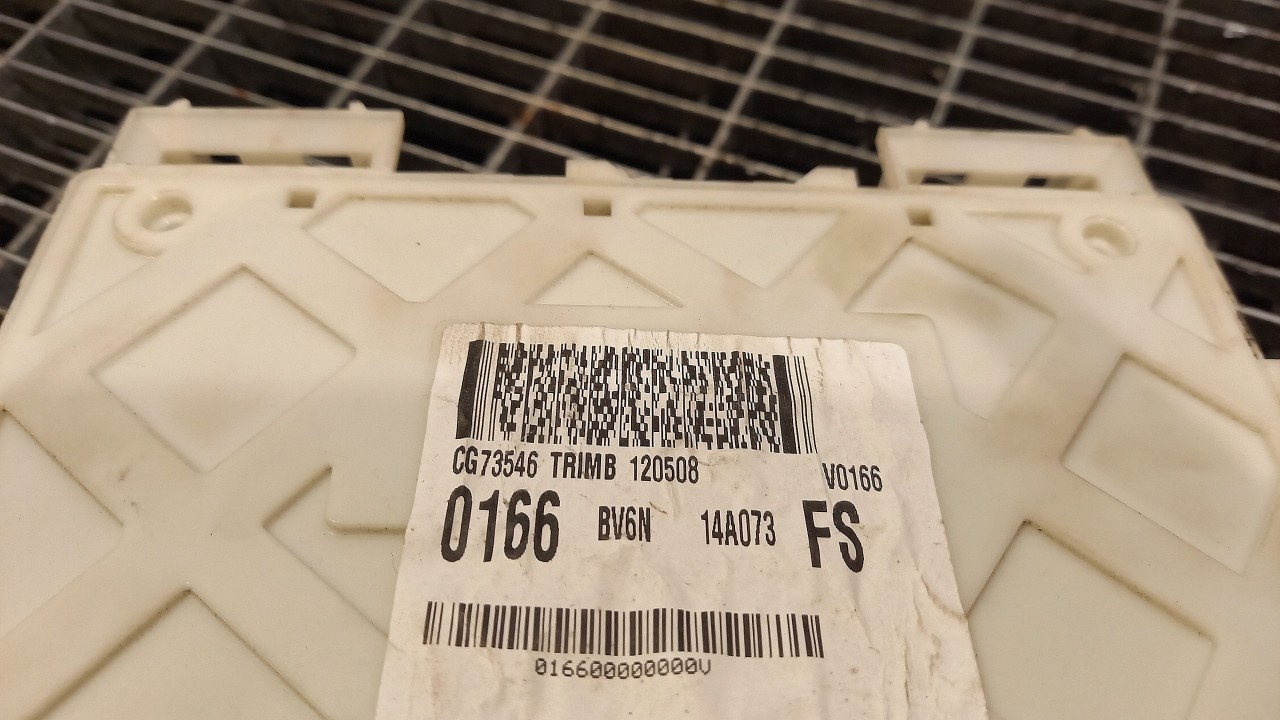 CG73546 TRIMB 120508 V0166
0166 BV6N 14A073 FS
016600000000V